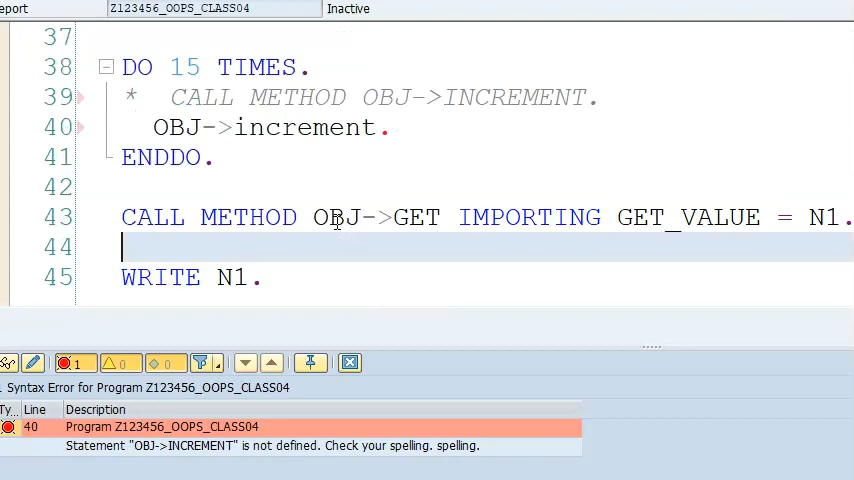 eport Z123456_OOPS_CLASS04 Inactive
37
38 DO 15 TIMES.
39 * CALL METHOD OBJ->INCREMENT.
40 OBJ->increment.
41 ENDDO.
42
43 CALL METHOD OBJ->GET IMPORTING GET_VALUE = N1.
44
45 WRITE N1.
1 0 0
1 Syntax Error for Program Z123456_OOPS_CLASS04
Ty... Line Description
40 Program Z123456_OOPS_CLASS04
Statement "OBJ->INCREMENT" is not defined. Check your spelling. spelling.